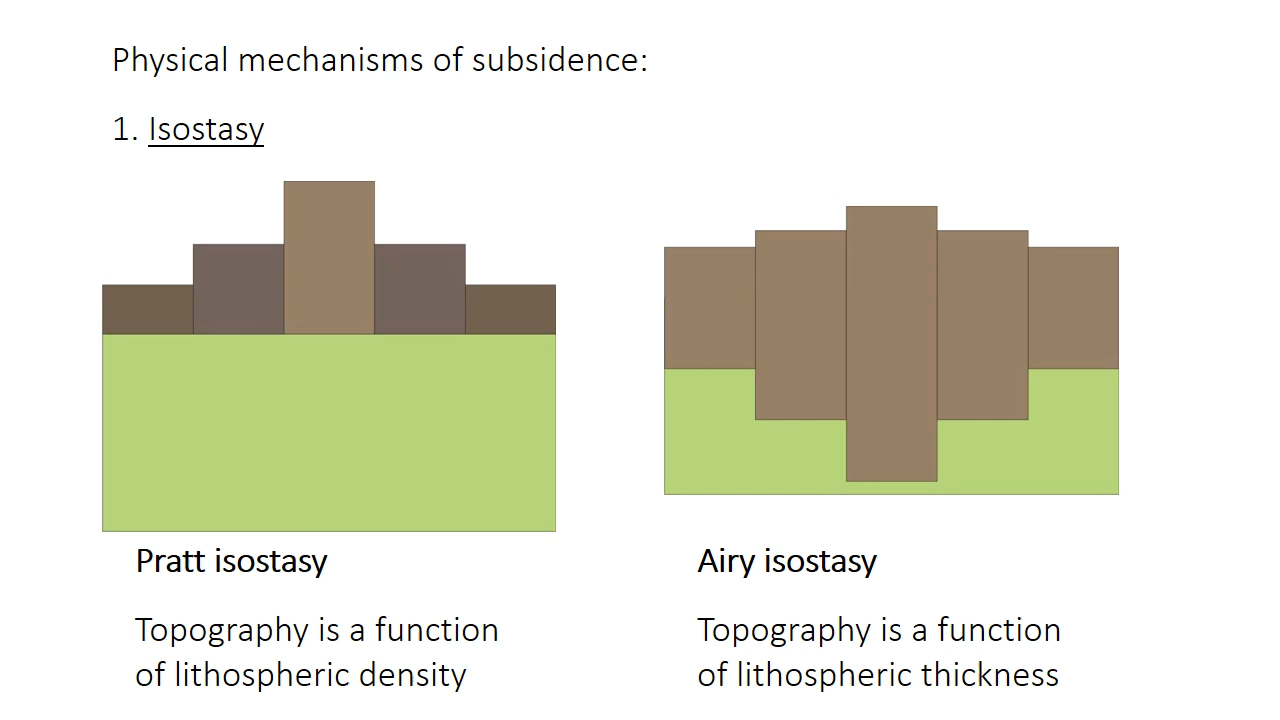 Physical mechanisms of subsidence:
1. Isostasy
Pratt isostasy
Topography is a function
of lithospheric density
Airy isostasy
Topography is a function
of lithospheric thickness